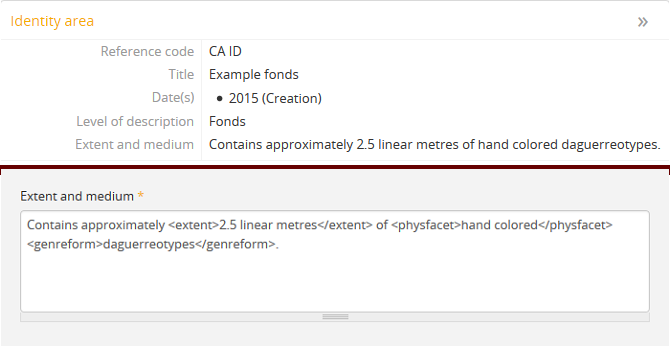 Identity area »
Reference code CA ID
Title Example fonds
Date(s) • 2015 (Creation)
Level of description Fonds
Extent and medium Contains approximately 2.5 linear metres of hand colored daguerreotypes.
Extent and medium *
Contains approximately <extent>2.5 linear metres</extent> of <physfacet>hand colored</physfacet>
<genreform>daguerreotypes</genreform>.